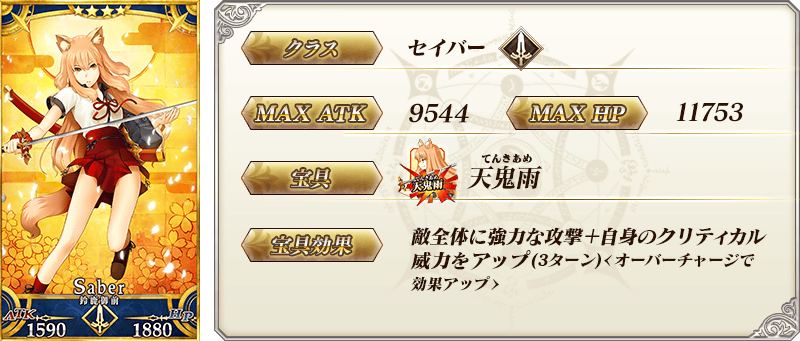 Saber
鈴鹿御前
ATK HP
1590 1880
クラス セイバー
MAX ATK 9544 MAX HP 11753
宝具 天鬼雨 てんきあめ
天鬼雨
宝具効果 敵全体に強力な攻撃+自身のクリティカル
威力をアップ(3ターン)<オーバーチャージで
効果アップ>